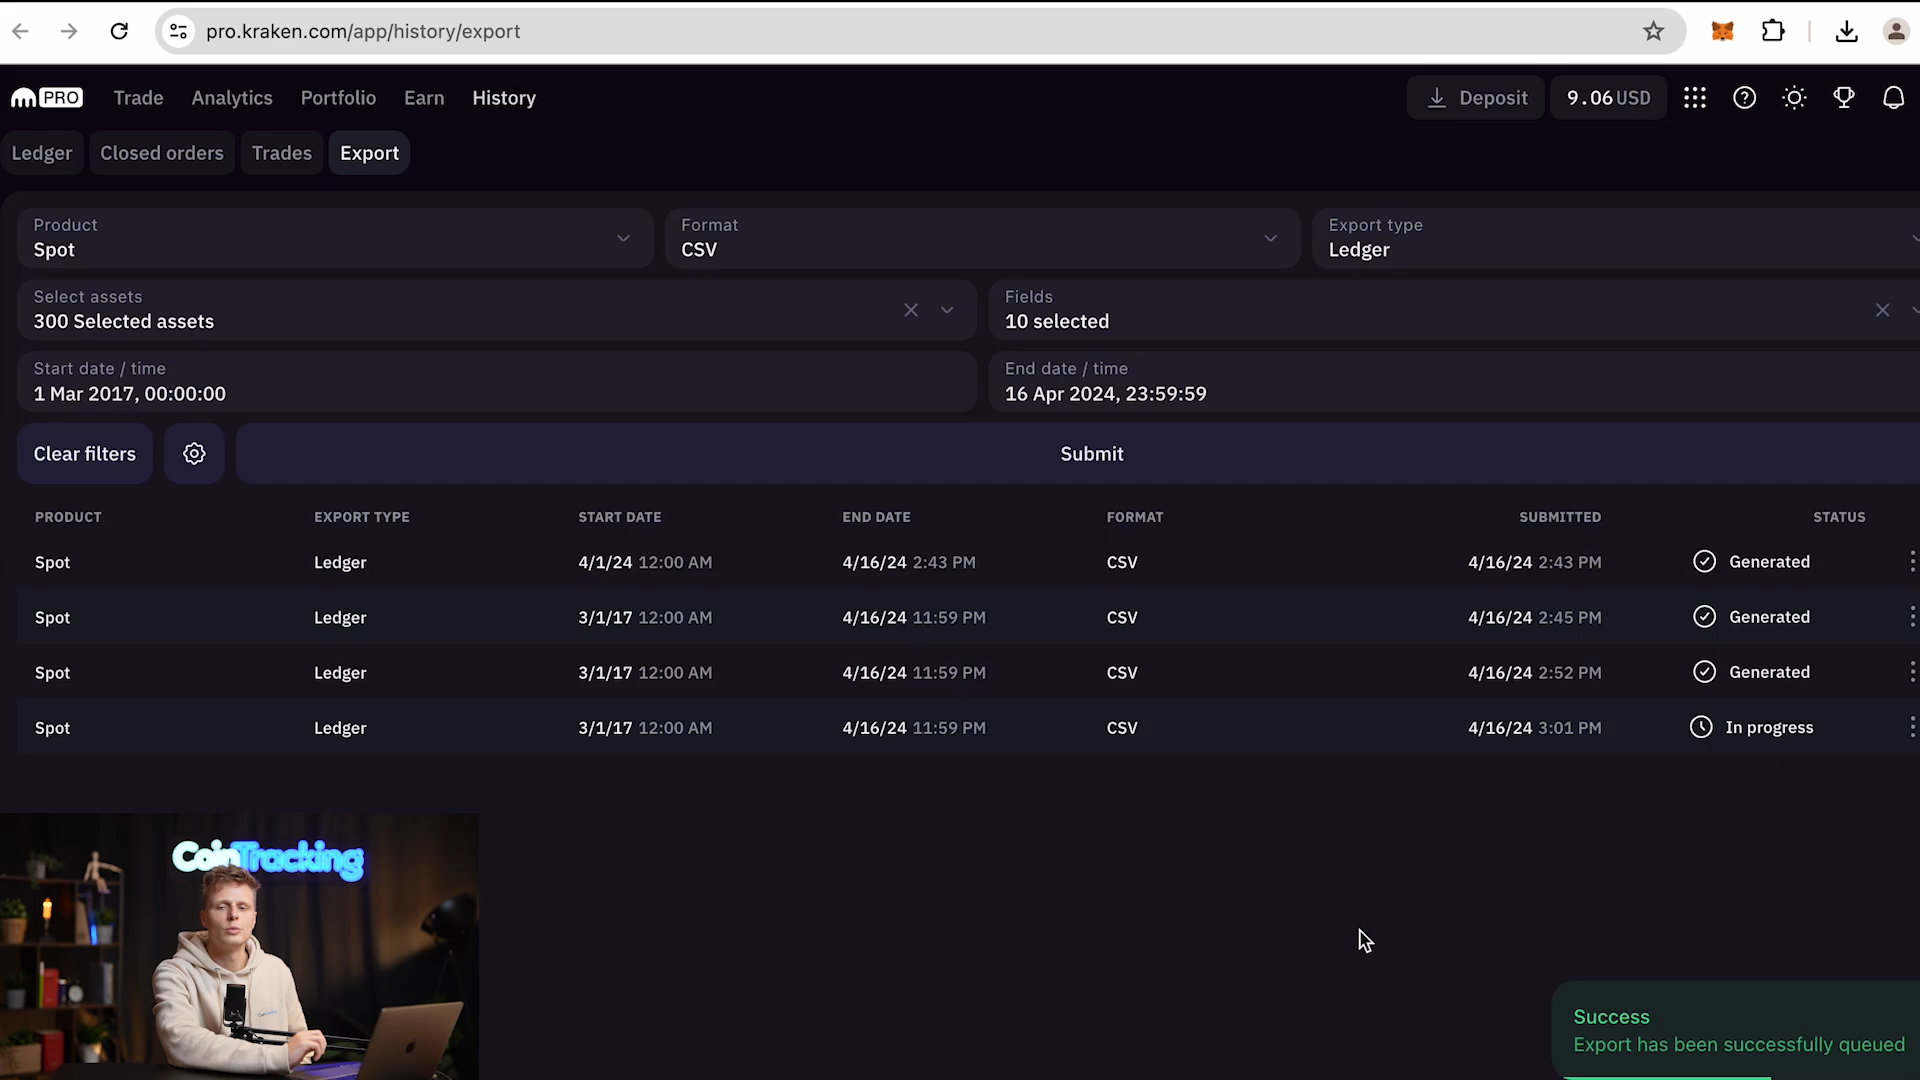 pro.kraken.com/app/history/export
PRO Trade Analytics Portfolio Earn History Deposit 9.06 USD
Ledger Closed orders Trades Export
Product
Spot
Format
CSV
Export type
Ledger
Select assets
300 Selected assets
Fields
10 selected
Start date / time
1 Mar 2017, 00:00:00
End date / time
16 Apr 2024, 23:59:59
Clear filters Submit
PRODUCT EXPORT TYPE START DATE END DATE FORMAT SUBMITTED STATUS
Spot Ledger 4/1/24 12:00 AM 4/16/24 2:43 PM CSV 4/16/24 2:43 PM Generated
Spot Ledger 3/1/17 12:00 AM 4/16/24 11:59 PM CSV 4/16/24 2:45 PM Generated
Spot Ledger 3/1/17 12:00 AM 4/16/24 11:59 PM CSV 4/16/24 2:52 PM Generated
Spot Ledger 3/1/17 12:00 AM 4/16/24 11:59 PM CSV 4/16/24 3:01 PM In progress
CoinTracking
Success
Export has been successfully queued